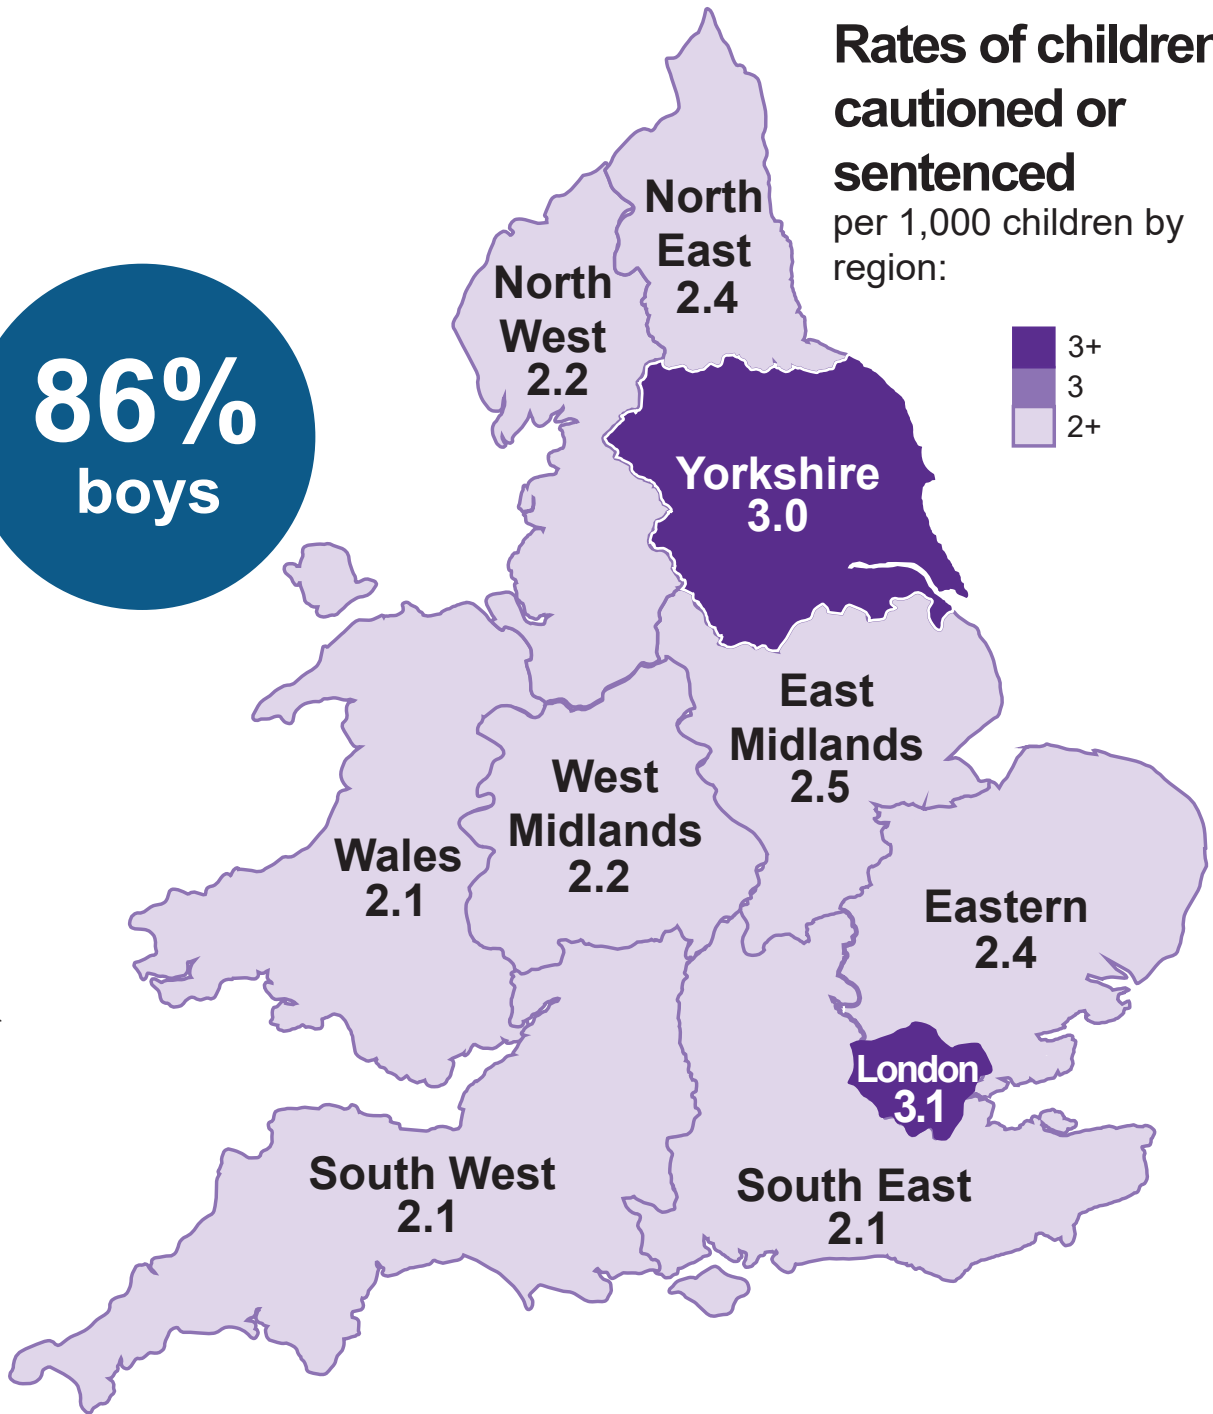 Rates of children
cautioned or
sentenced
per 1,000 children by
region:
3+
3
2+
86%
boys
North
East
2.4
North
West
2.2
Yorkshire
3.0
East
Midlands
2.5
West
Midlands
2.2
Wales
2.1
Eastern
2.4
London
3.1
South West
2.1
South East
2.1